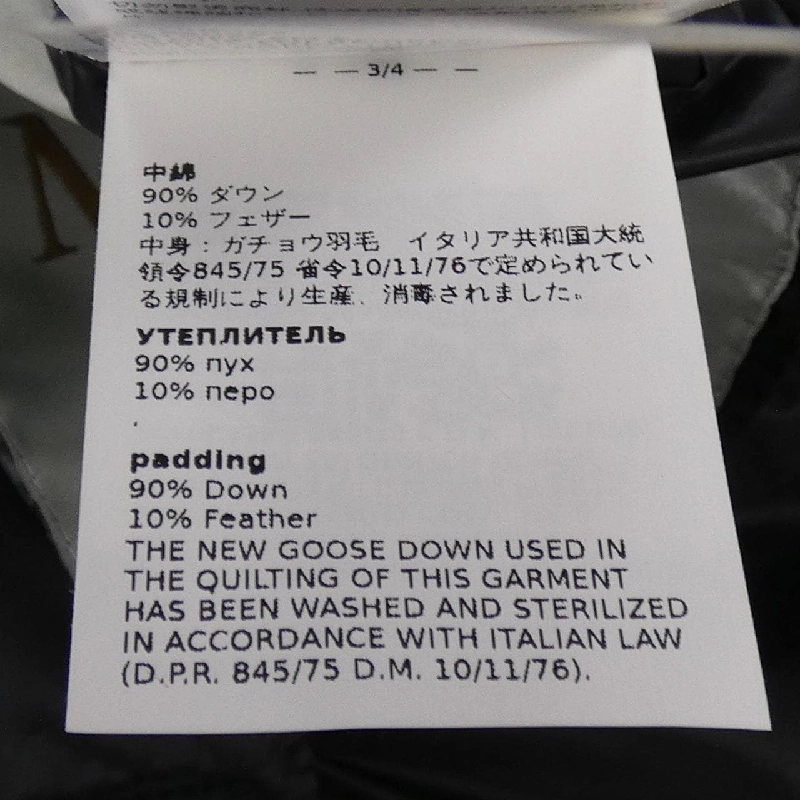 — — 3/4 — —
中綿
90% ダウン
10% フェザー
中身：ガチョウ羽毛　イタリア共和国大統
領令845/75 省令10/11/76で定められてい
る規制により生産、消毒されました。
УТЕПЛИТЕЛЬ
90% пух
10% перо
padding
90% Down
10% Feather
THE NEW GOOSE DOWN USED IN
THE QUILTING OF THIS GARMENT
HAS BEEN WASHED AND STERILIZED
IN ACCORDANCE WITH ITALIAN LAW
(D.P.R. 845/75 D.M. 10/11/76).